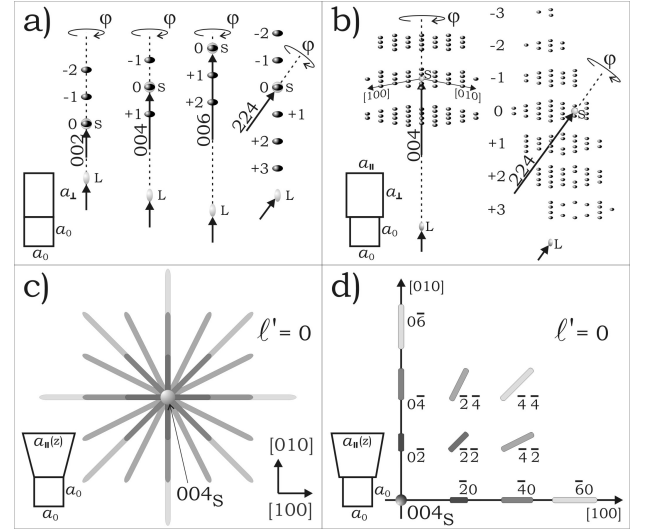 a)
φ
φ
φ
φ
-2
-1
0 S
002
L
-1
0 S
+1
004
L
0 S
+1
+2
006
L
-2
-1
0 S
+1
+2
+3
224
L
a⊥
a₀
a₀
b)
φ
[100]
[010]
S
004
L
a∥
a⊥
a₀
a₀
φ
-3
-2
-1
0
+1
+2
+3
S
224
L
c)
ℓ' = 0
a∥(z)
a₀
a₀
004S
[010]
[100]
d)
[010]
ℓ' = 0
06̅
04̅
2̅ 4̅
4̅ 4̅
02̅
2̅2̅
4̅ 2̅
2̅0
4̅0
6̅0
a∥(z)
a₀
a₀
004S
[100]